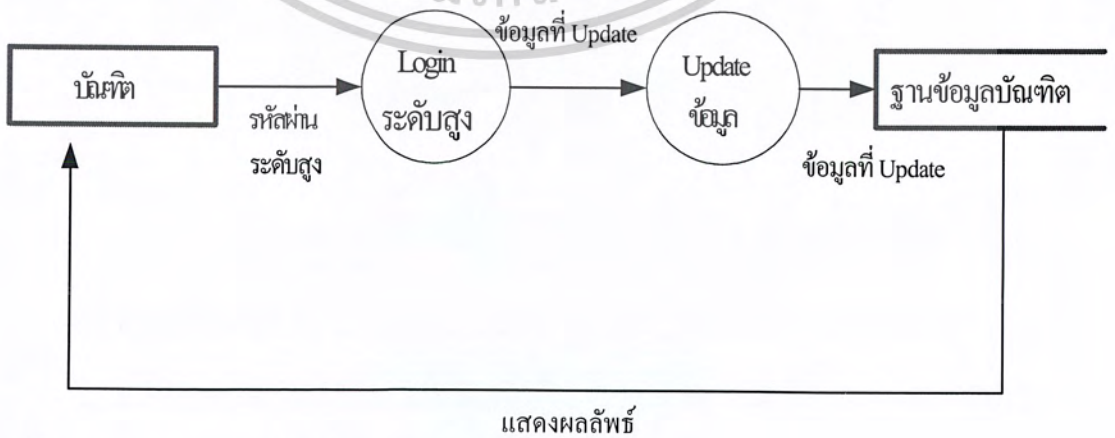 ข้อมูลที่ Update
บัณฑิต
รหัสผ่าน
ระดับสูง
Login
ระดับสูง
Update
ข้อมูล
ฐานข้อมูลบัณฑิต
ข้อมูลที่ Update
แสดงผลลัพธ์